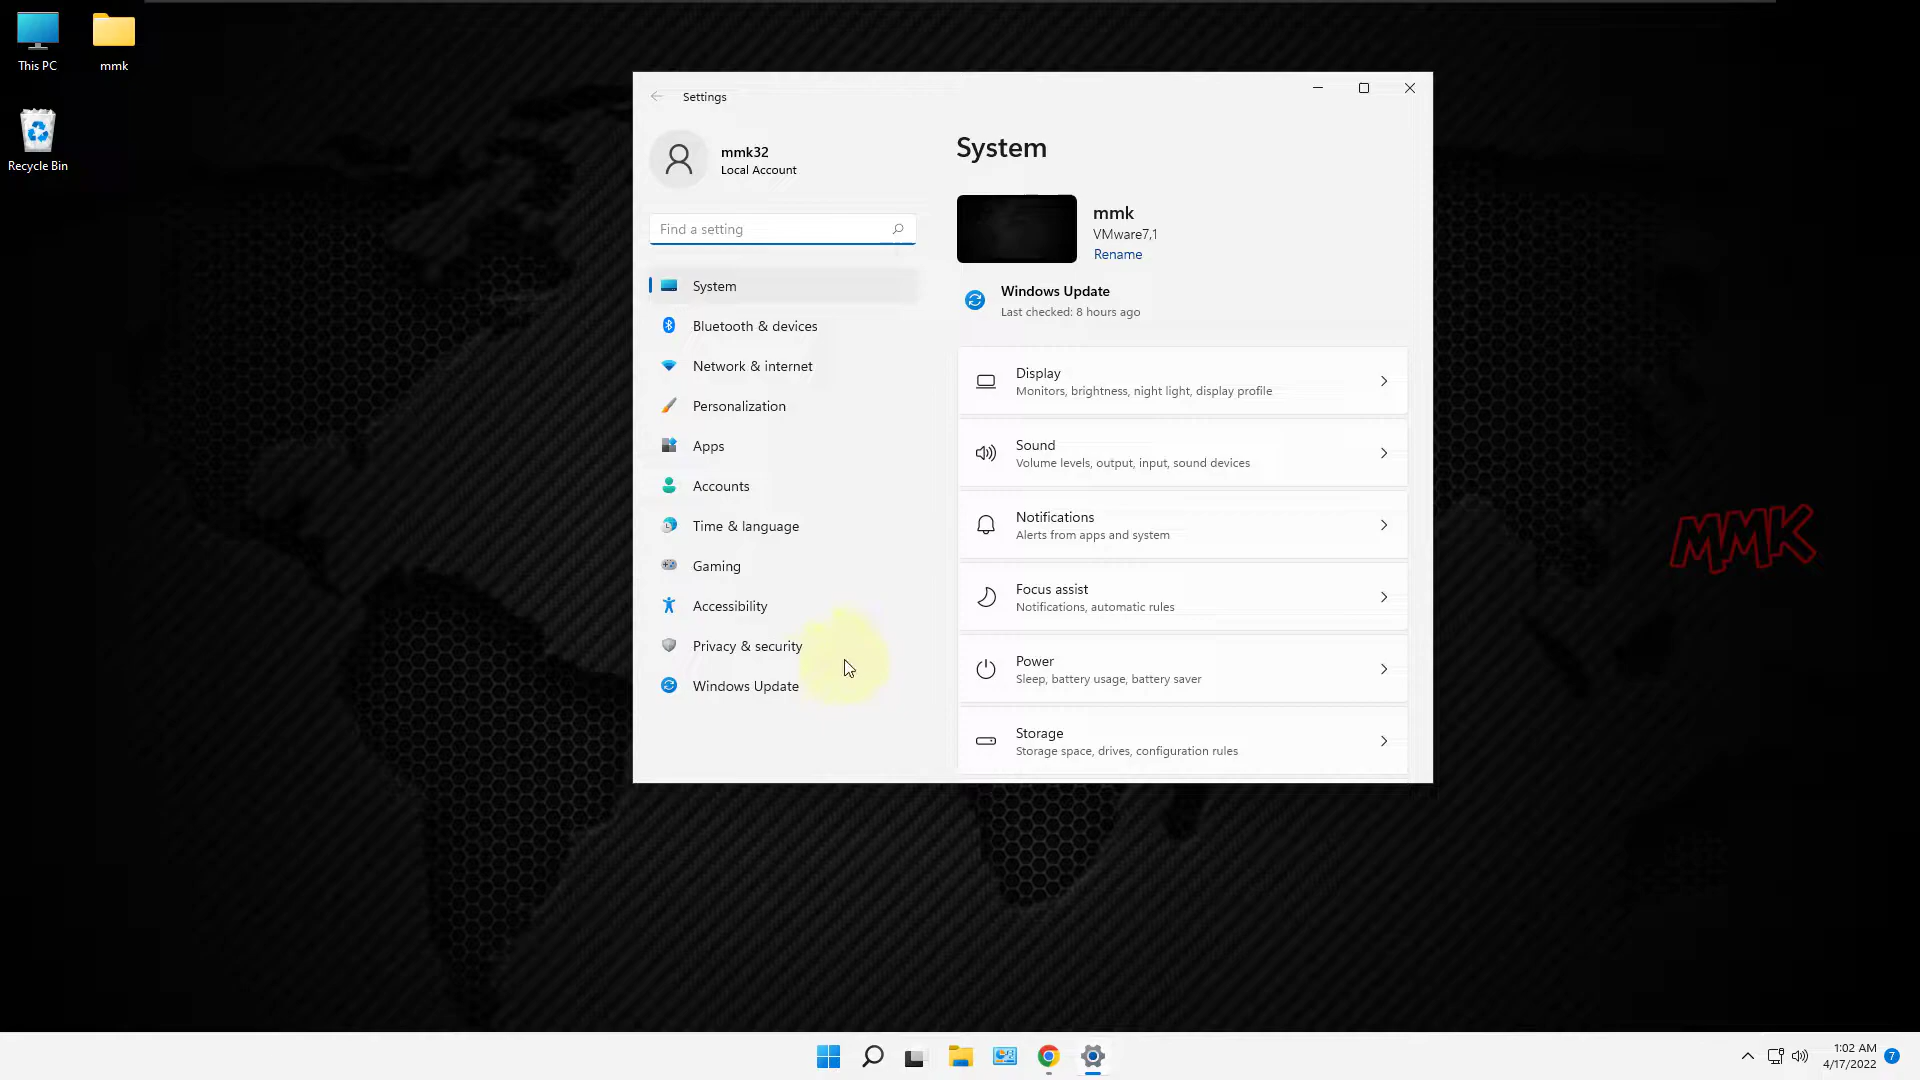 This PC
mmk
Recycle Bin
Settings
mmk32
Local Account
Find a setting
System
Bluetooth & devices
Network & internet
Personalization
Apps
Accounts
Time & language
Gaming
Accessibility
Privacy & security
Windows Update
System
mmk
VMware7,1
Rename
Windows Update
Last checked: 8 hours ago
Display
Monitors, brightness, night light, display profile
Sound
Volume levels, output, input, sound devices
Notifications
Alerts from apps and system
Focus assist
Notifications, automatic rules
Power
Sleep, battery usage, battery saver
Storage
Storage space, drives, configuration rules
MMK
1:02 AM
4/17/2022
7